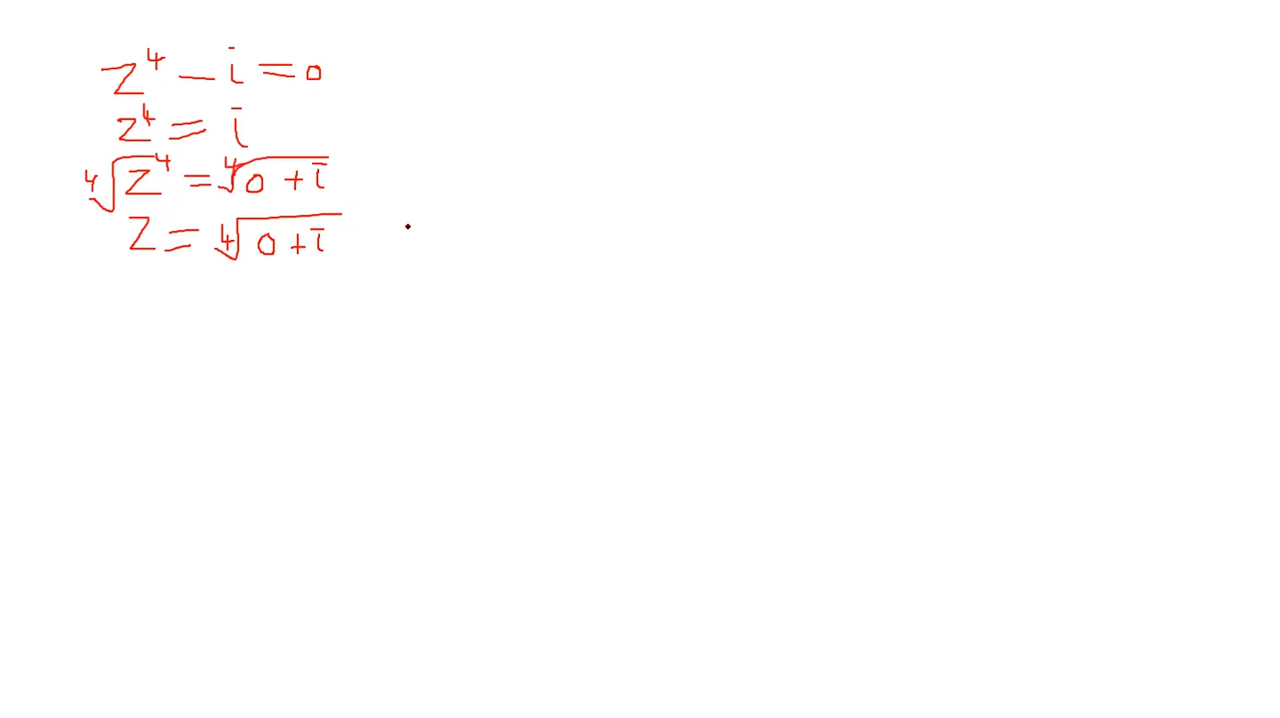 z⁴ - i = 0
z⁴ = i
⁴√z⁴ = ⁴√0 + i
z = ⁴√0 + i